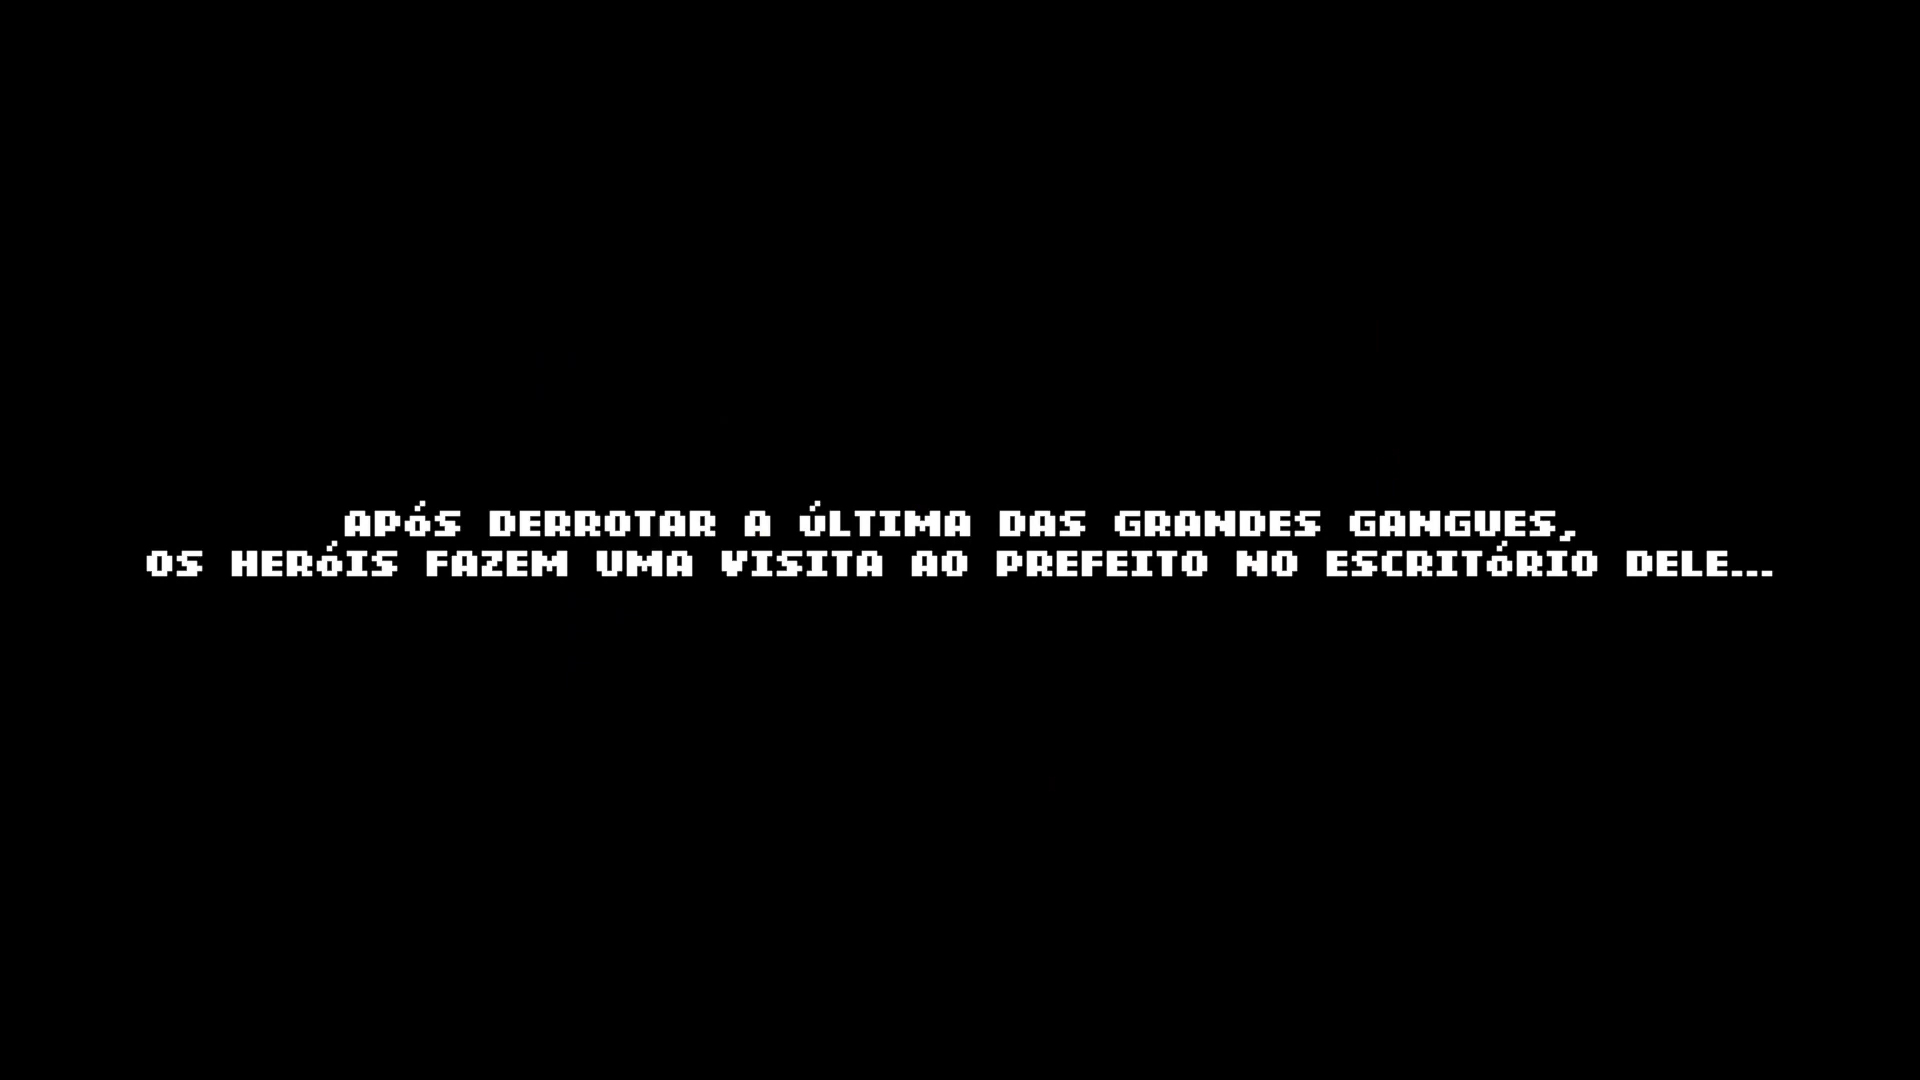 APÓS DERROTAR A ÚLTIMA DAS GRANDES GANGUES,
OS HERÓIS FAZEM UMA VISITA AO PREFEITO NO ESCRITÓRIO DELE...